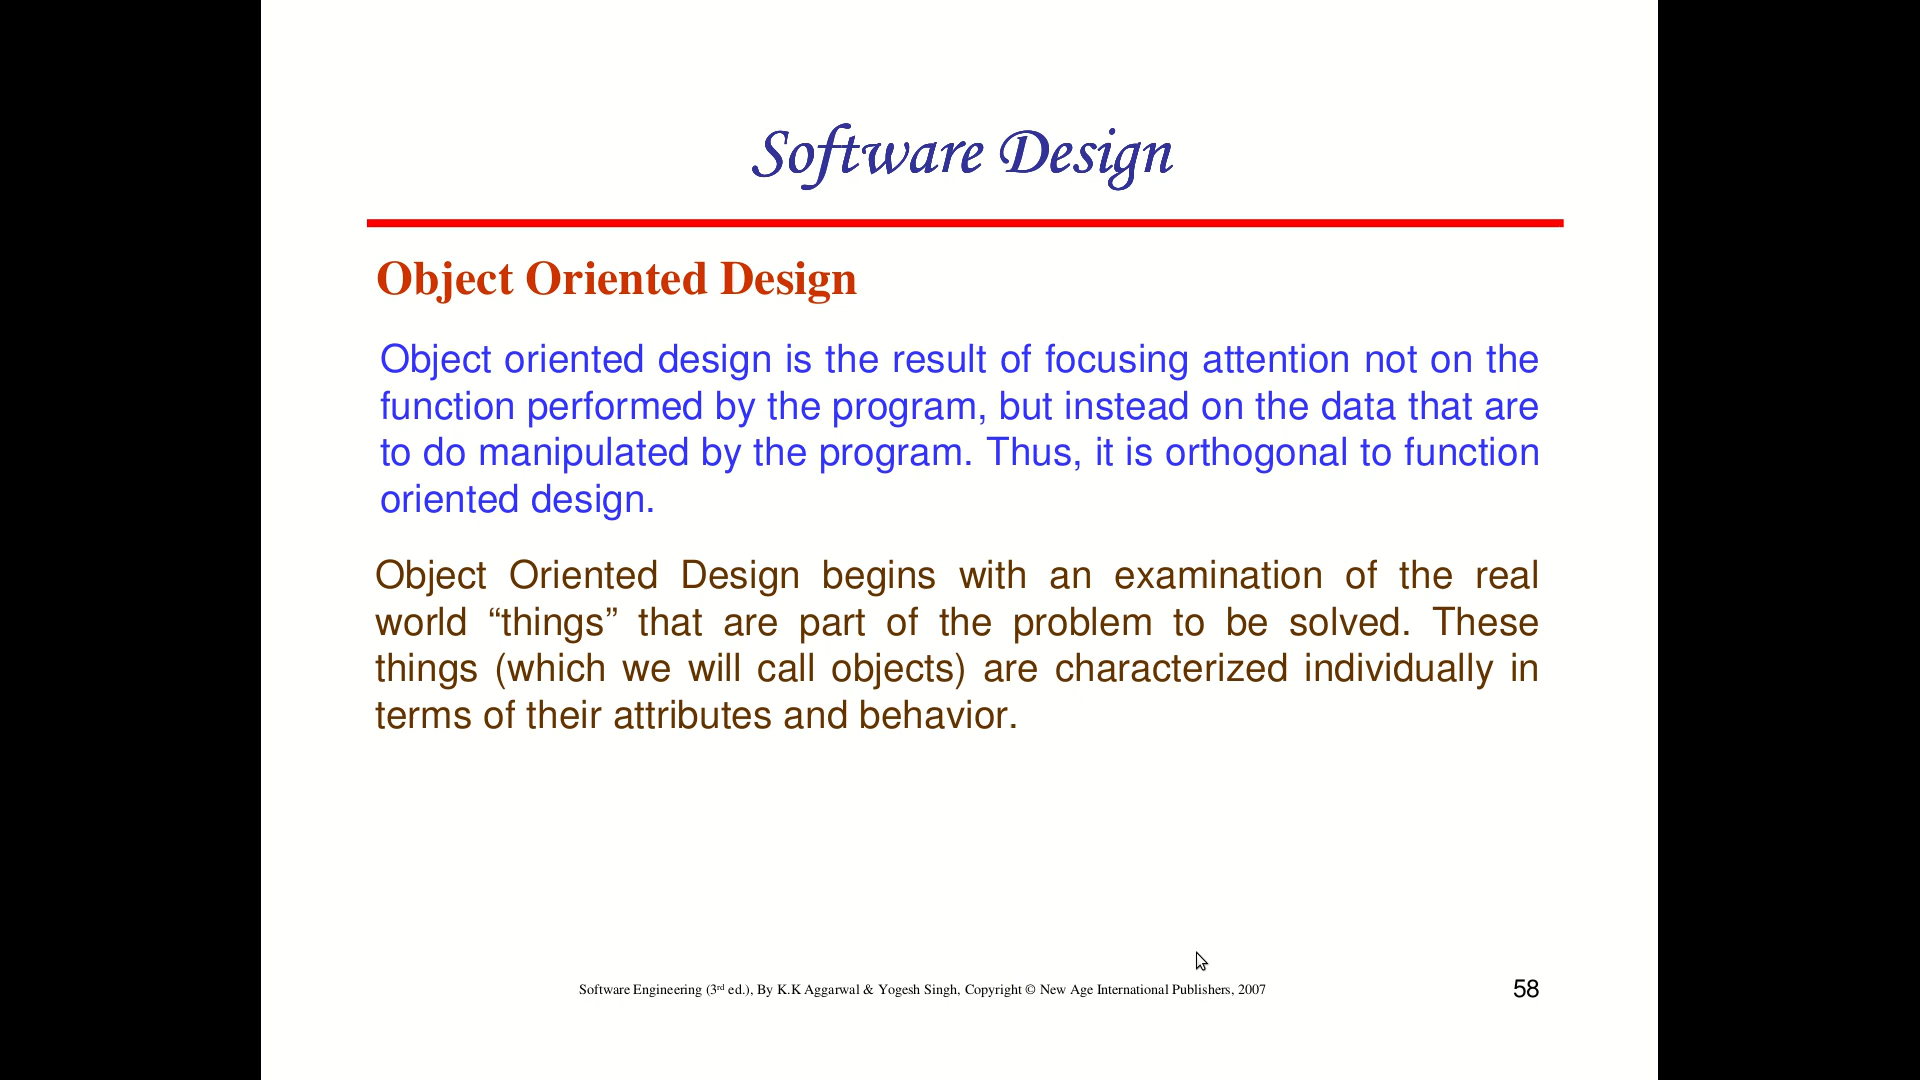 Software Design
Object Oriented Design
Object oriented design is the result of focusing attention not on the
function performed by the program, but instead on the data that are
to do manipulated by the program. Thus, it is orthogonal to function
oriented design.
Object Oriented Design begins with an examination of the real
world “things” that are part of the problem to be solved. These
things (which we will call objects) are characterized individually in
terms of their attributes and behavior.
Software Engineering (3rd ed.), By K.K Aggarwal & Yogesh Singh, Copyright © New Age International Publishers, 2007
58